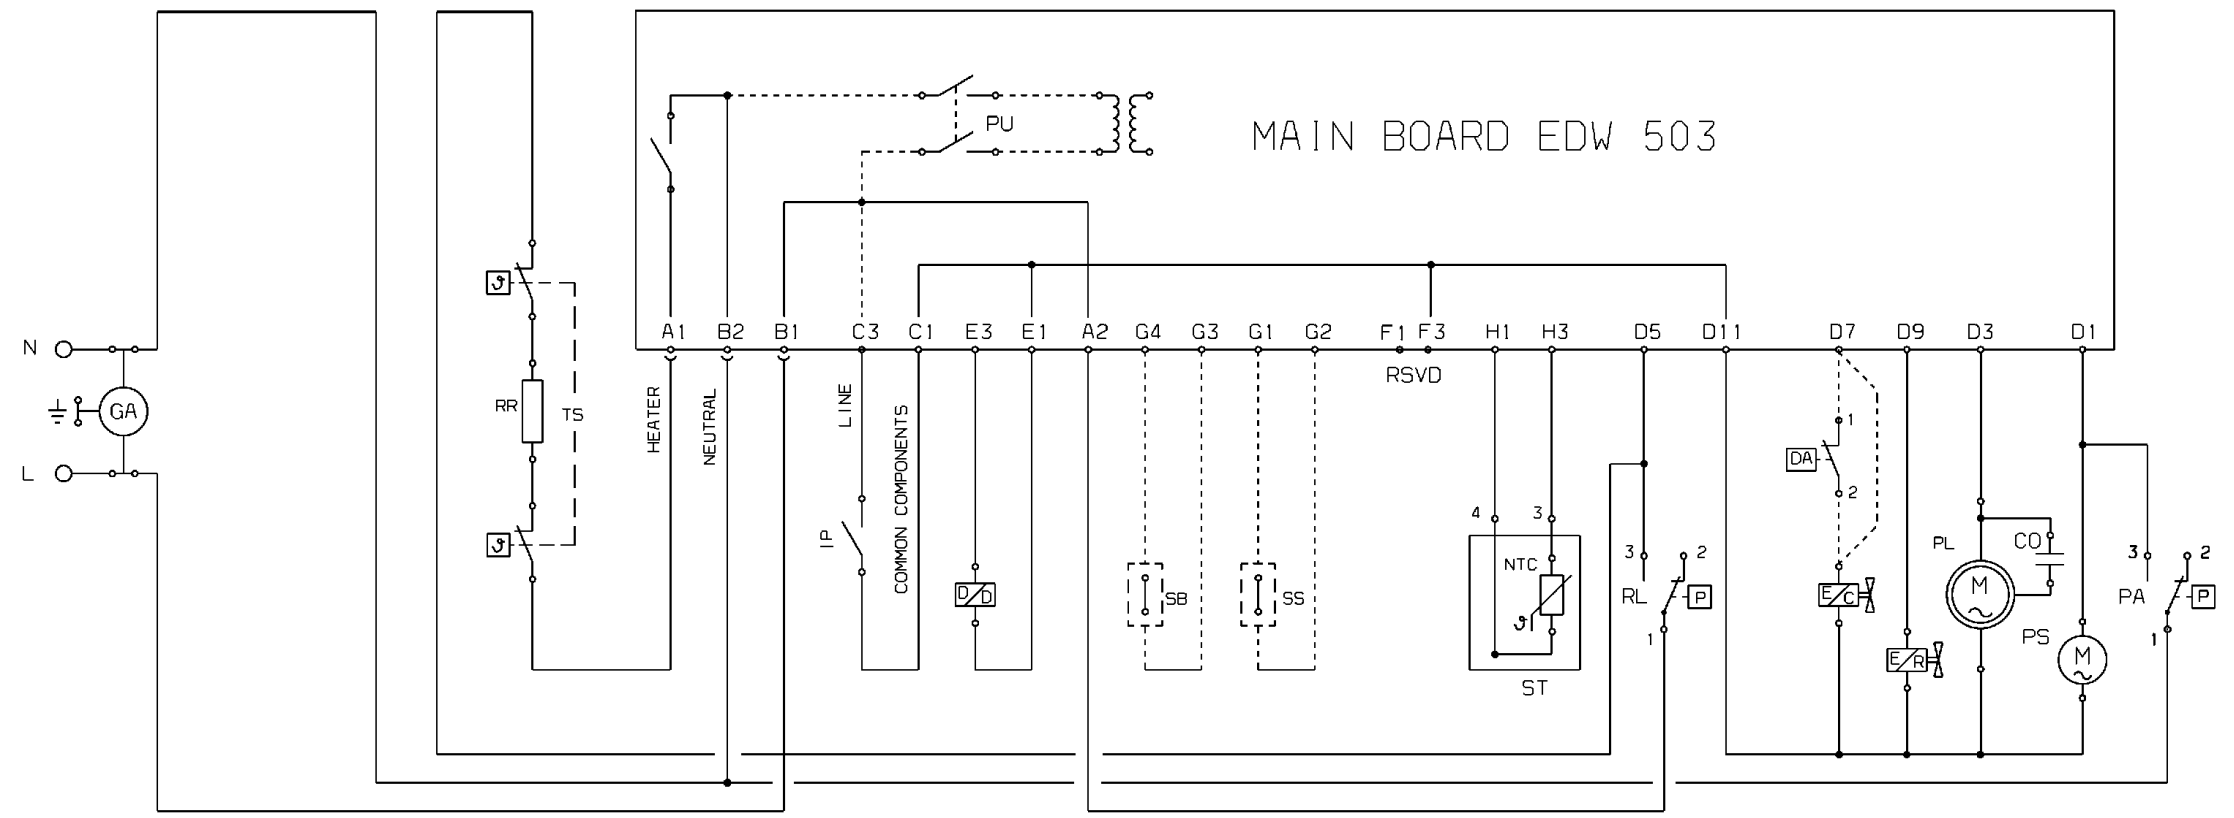 MAIN BOARD EDW 503
PU
A1 B2 B1 C3 C1 E3 E1 A2 G4 G3 G1 G2 F1 F3 H1 H3 D5 D11 D7 D9 D3 D1
RSVD
N
GA
L
ϑ
RR
TS
ϑ
HEATER
NEUTRAL
LINE
COMMON COMPONENTS
IP
D D
SB
SS
4 3
NTC
ϑ
ST
3 2
RL
P
1
1
DA
2
E C
E R
PL
CO
M
PS
M
3 2
PA
P
1